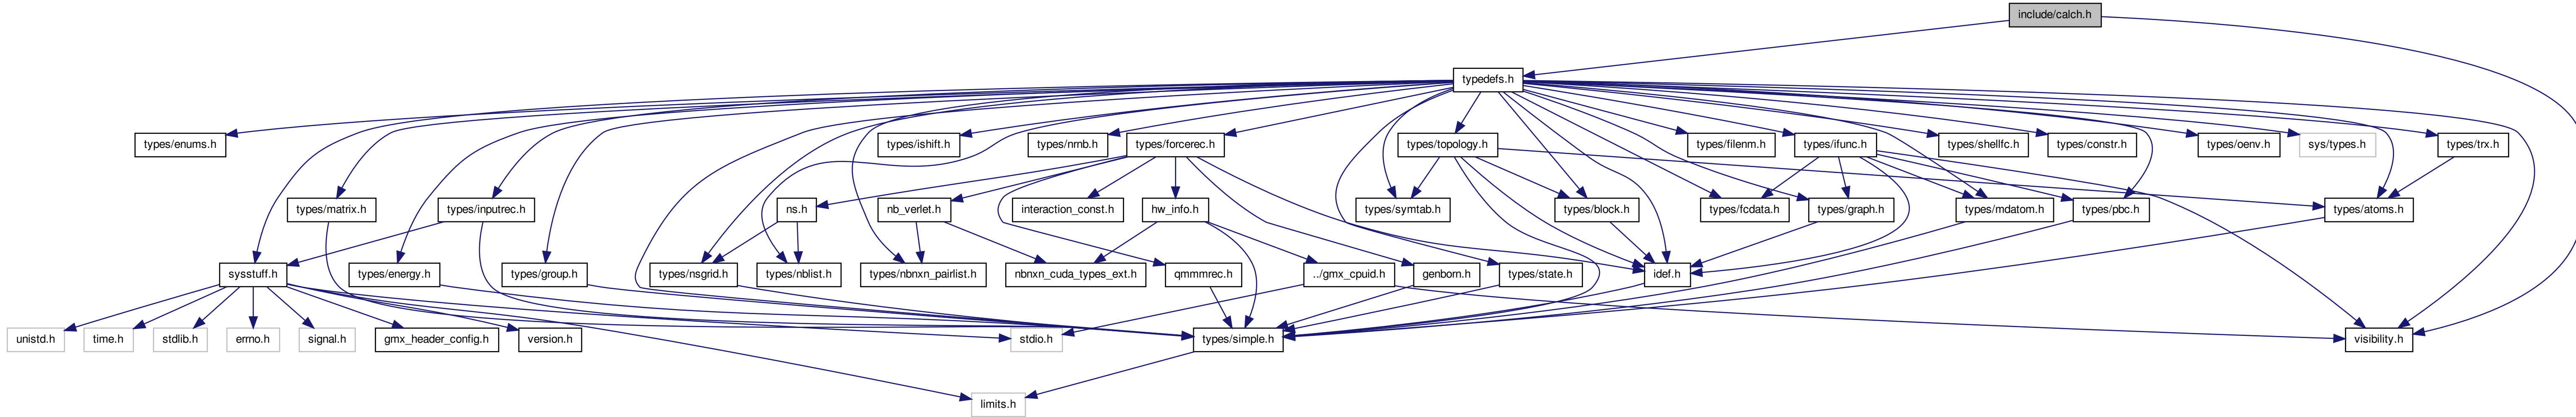 include/calch.h
typedefs.h
types/enums.h
types/ishift.h
types/nrnb.h
types/forcerec.h
types/topology.h
types/filenm.h
types/ifunc.h
types/shellfc.h
types/constr.h
types/oenv.h
sys/types.h
types/trx.h
types/matrix.h
types/inputrec.h
ns.h
nb_verlet.h
interaction_const.h
hw_info.h
types/symtab.h
types/block.h
types/fcdata.h
types/graph.h
types/mdatom.h
types/pbc.h
types/atoms.h
sysstuff.h
types/energy.h
types/group.h
types/nsgrid.h
types/nblist.h
types/nbnxn_pairlist.h
nbnxn_cuda_types_ext.h
qmmmrec.h
../gmx_cpuid.h
genborn.h
types/state.h
idef.h
unistd.h
time.h
stdlib.h
errno.h
signal.h
gmx_header_config.h
version.h
stdio.h
types/simple.h
visibility.h
limits.h